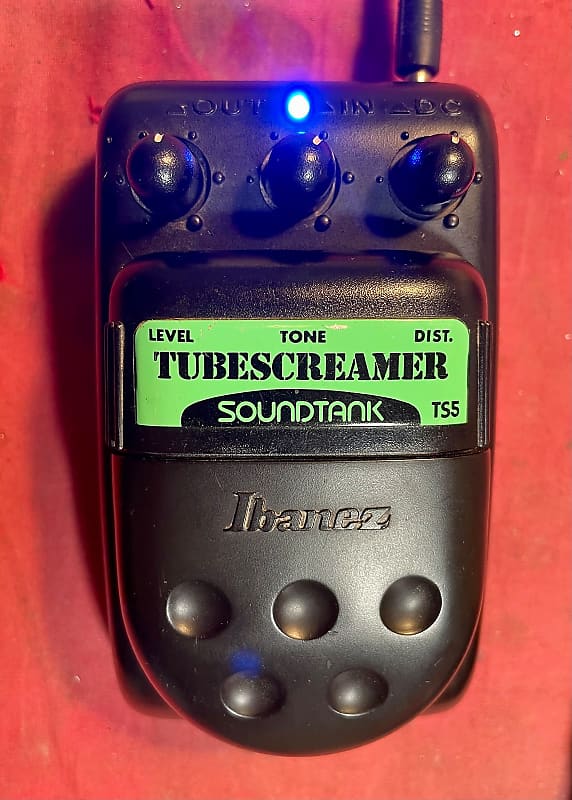 OUT IN DC
LEVEL TONE DIST.
TUBESCREAMER
SOUNDTANK TS5
Ibanez